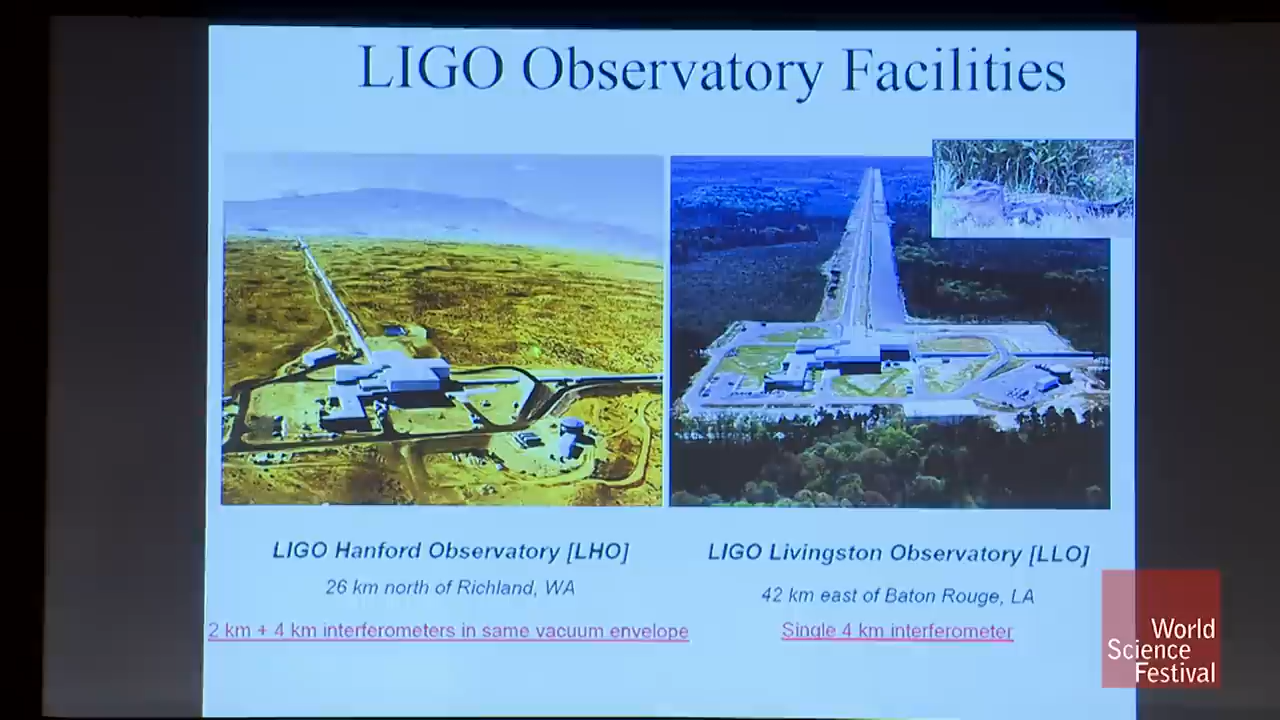 LIGO Observatory Facilities
LIGO Hanford Observatory [LHO]
26 km north of Richland, WA
2 km + 4 km interferometers in same vacuum envelope
LIGO Livingston Observatory [LLO]
42 km east of Baton Rouge, LA
Single 4 km interferometer
World
Science
Festival